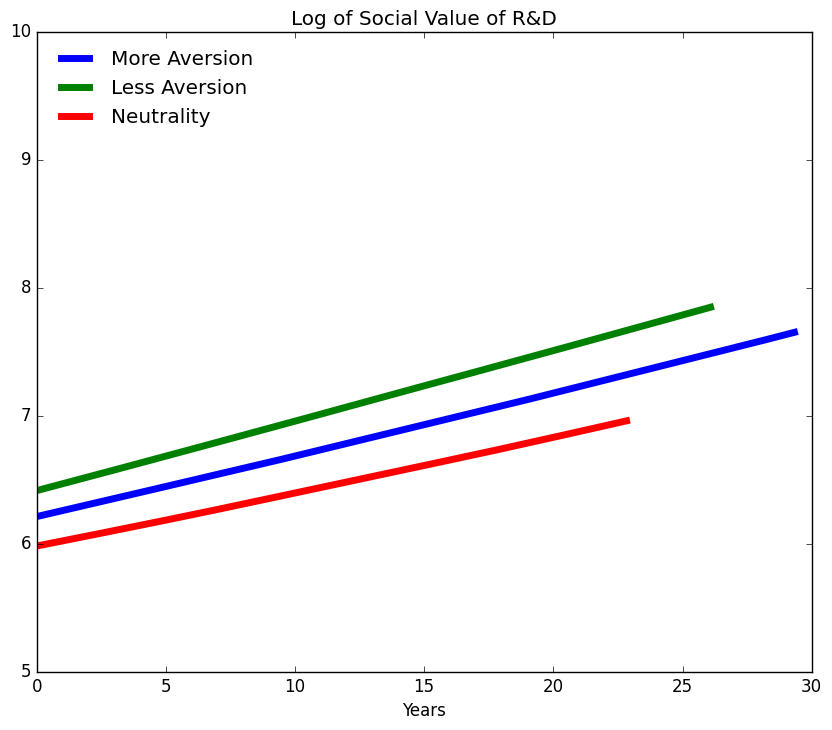 Log of Social Value of R&D
10
More Aversion
Less Aversion
Neutrality
9
8
7
6
5
0 5 10 15 20 25 30
Years